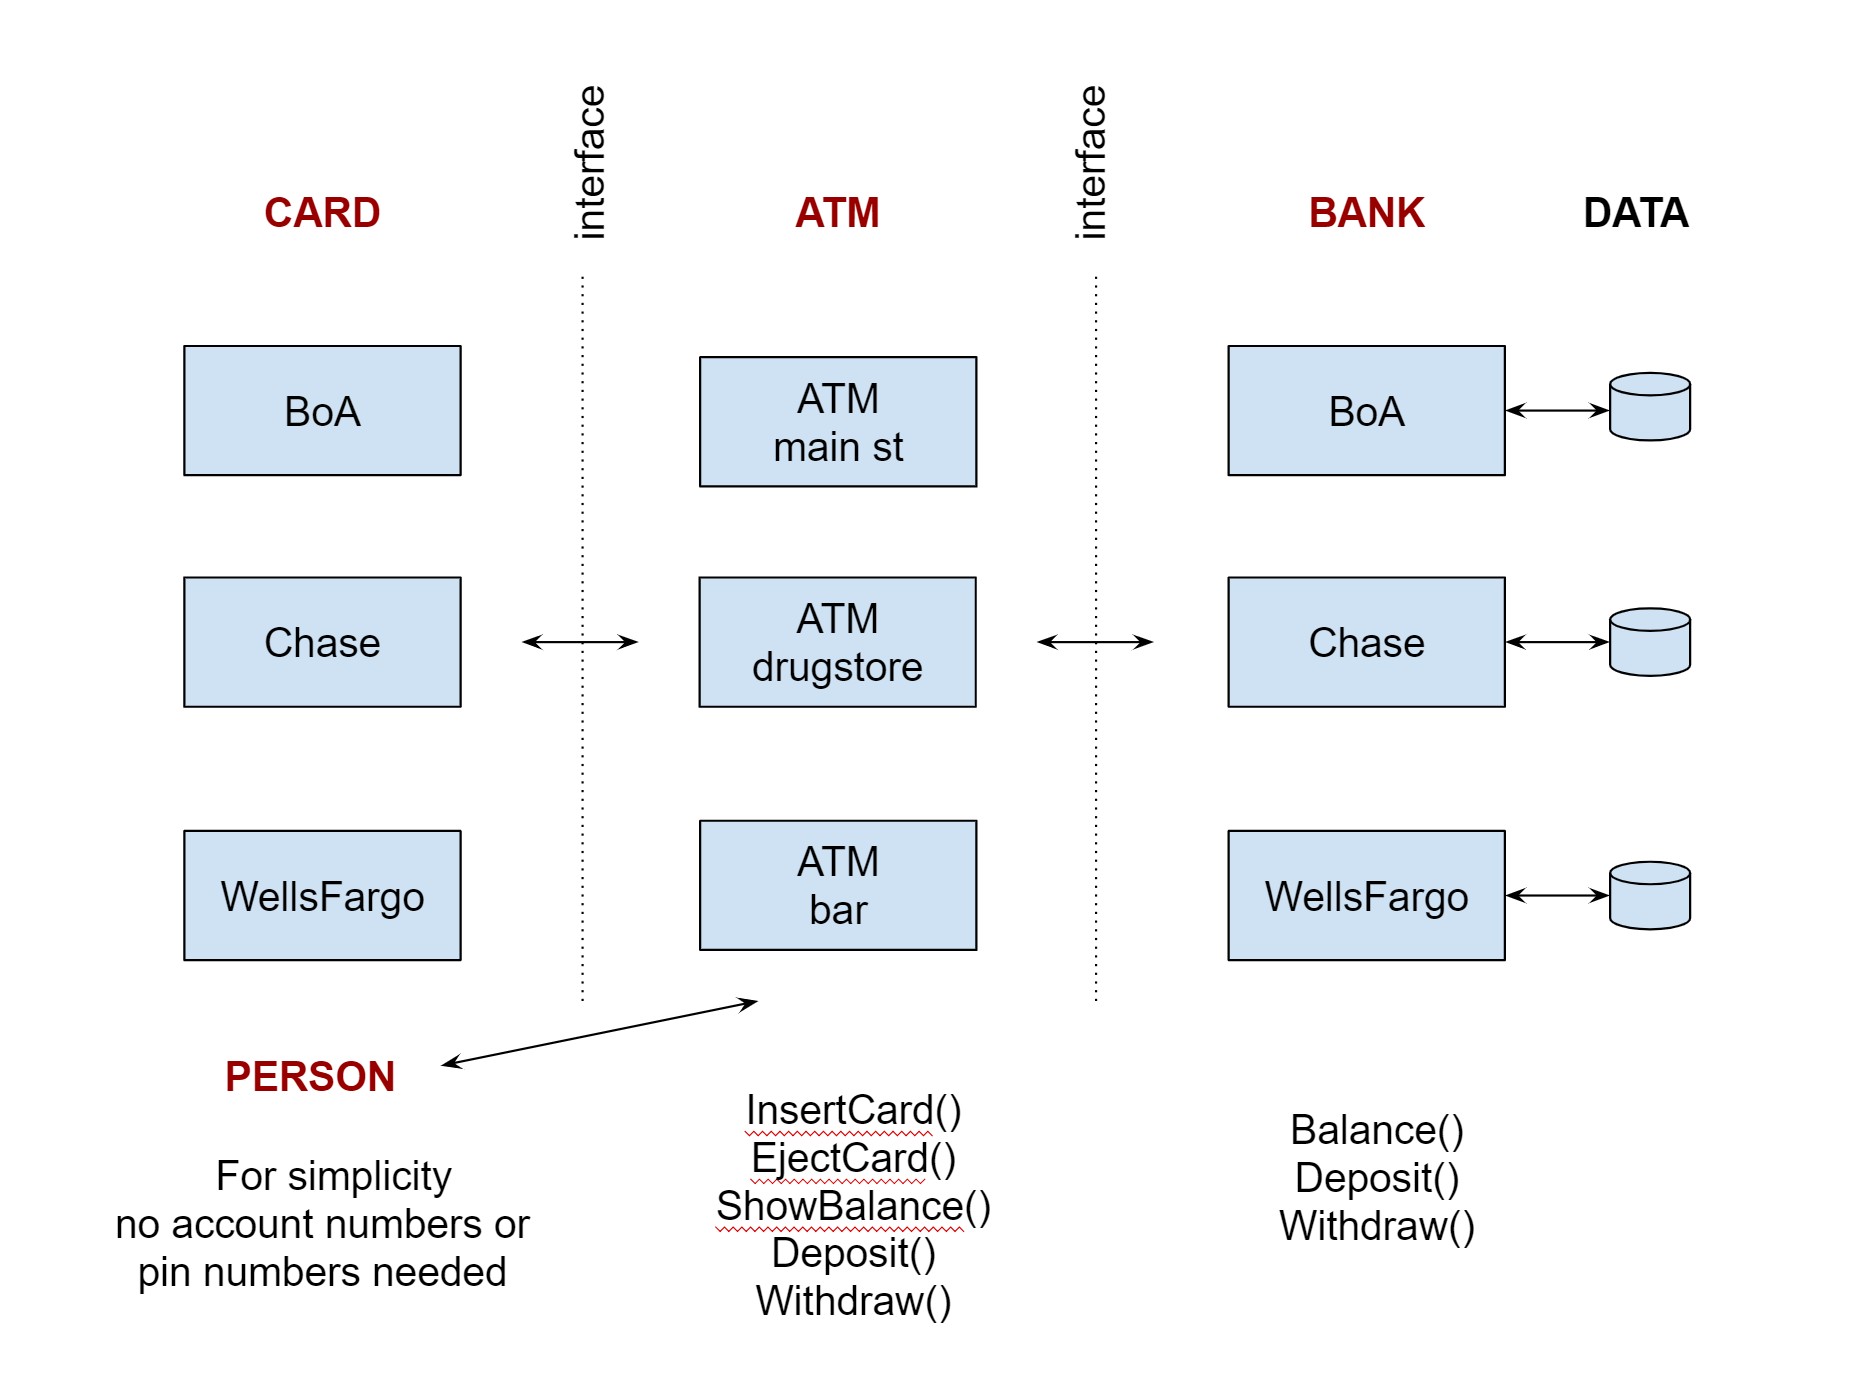 interface
interface
CARD
ATM
BANK
DATA
BoA
ATM
main st
BoA
Chase
ATM
drugstore
Chase
WellsFargo
ATM
bar
WellsFargo
PERSON
For simplicity
no account numbers or
pin numbers needed
InsertCard()
EjectCard()
ShowBalance()
Deposit()
Withdraw()
Balance()
Deposit()
Withdraw()